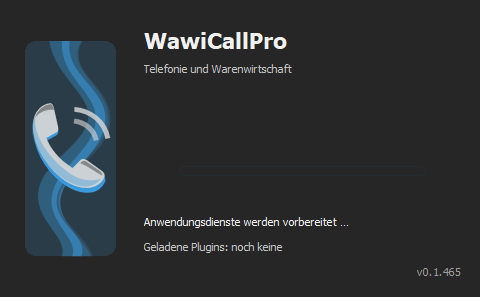 WawiCallPro
Telefonie und Warenwirtschaft
Anwendungsdienste werden vorbereitet ...
Geladene Plugins: noch keine
v0.1.465